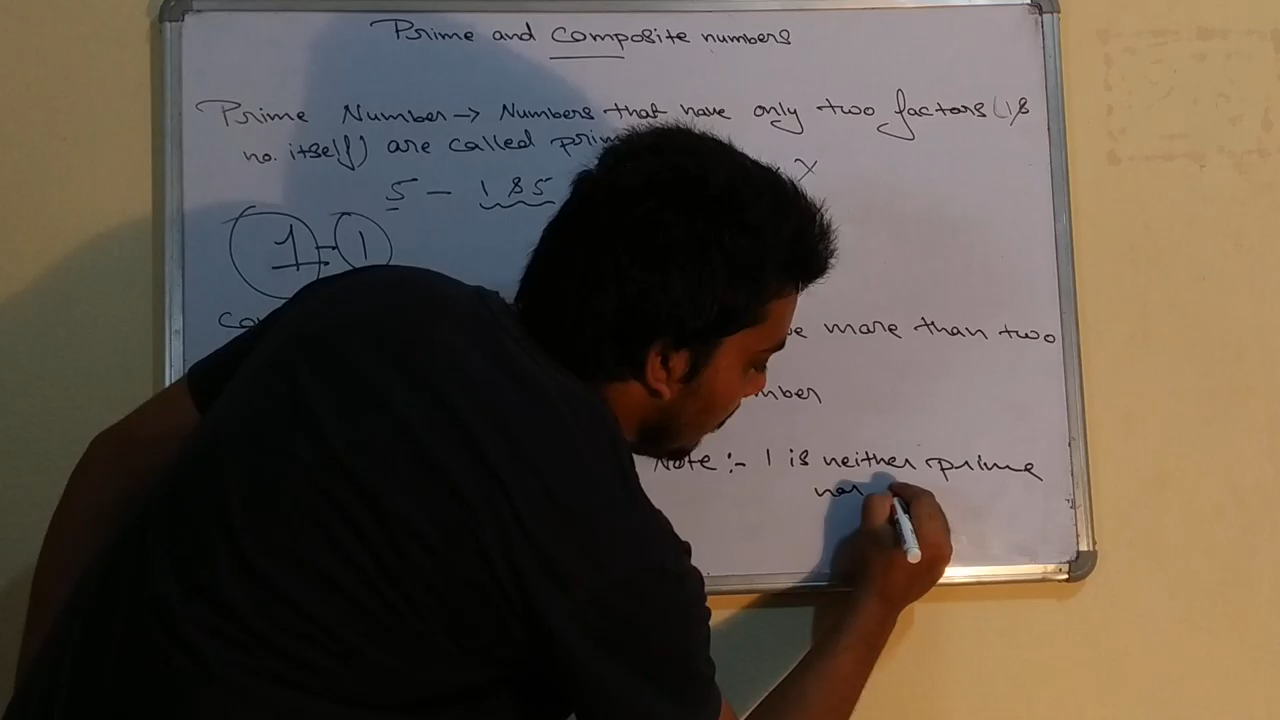 Prime and Composite numbers
Prime Number → Numbers that have only two factors (1 &
no. itself) are called prim
5 - 1 & 5
X
1 - 1
Co
e more than two
mber
Note :- 1 is neither prime
nor